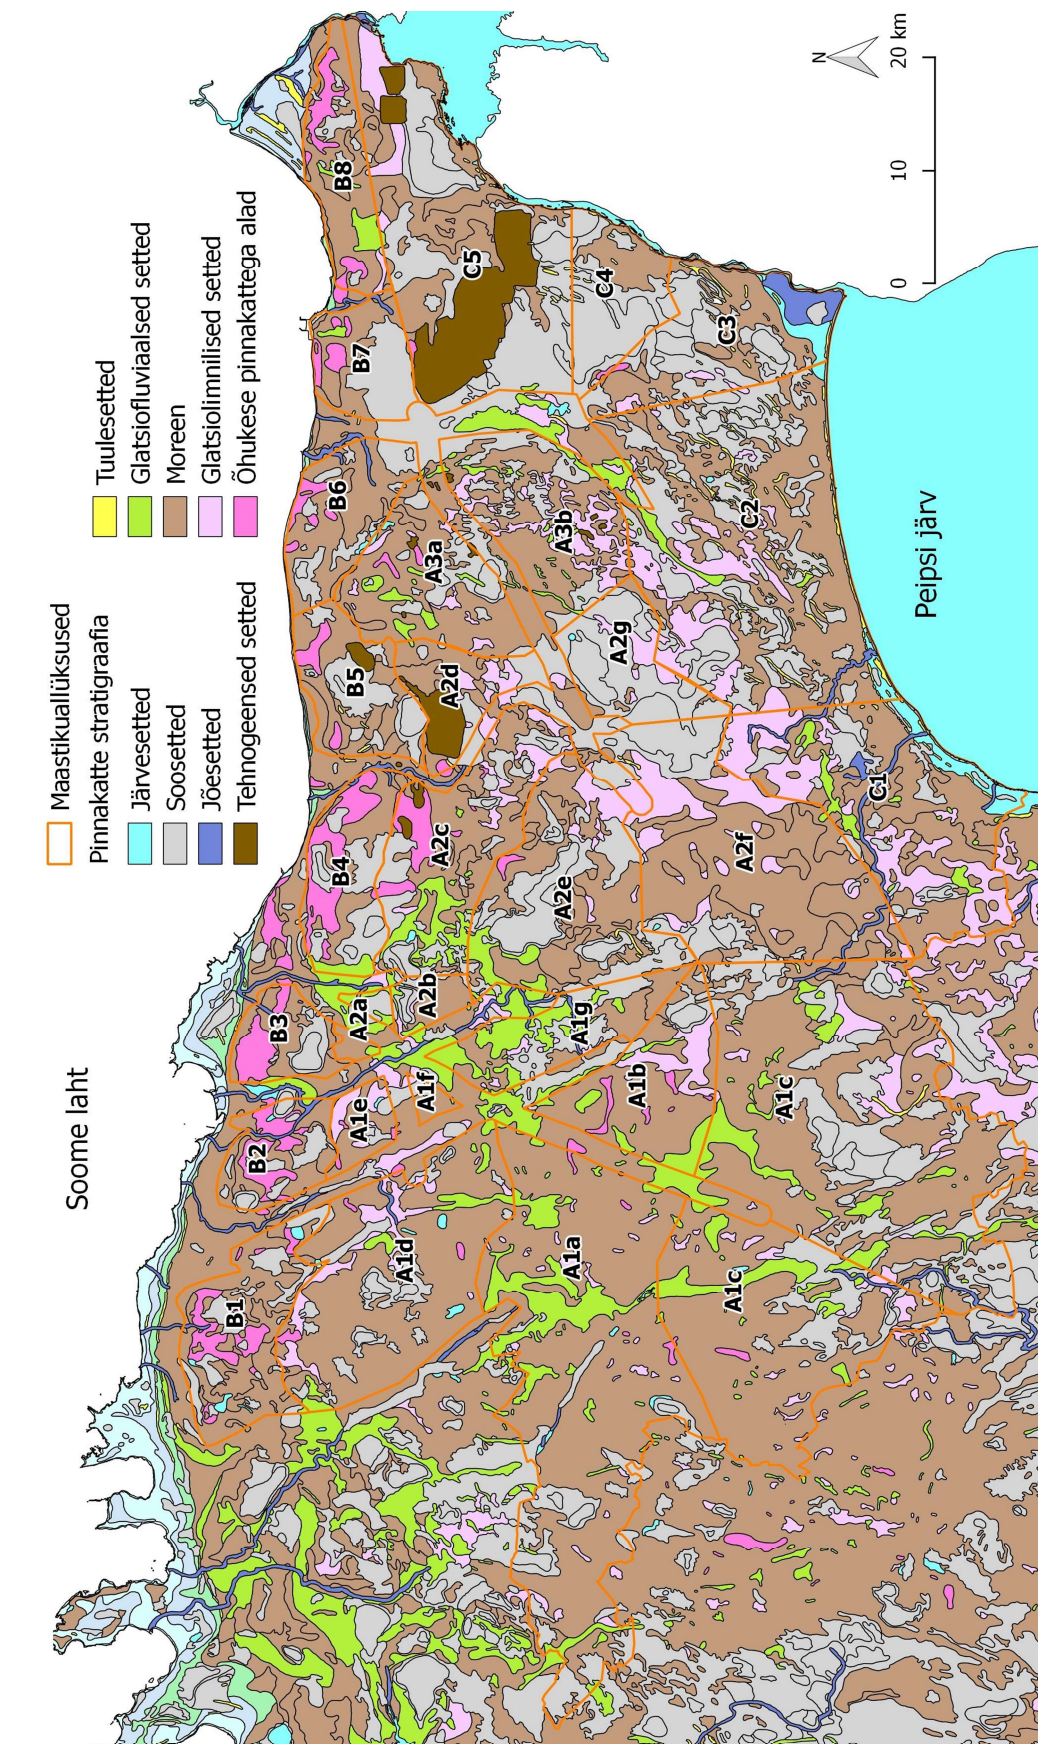 Soome laht
Maastikuallüksused
Pinnakatte stratigraafia
Järvesetted
Soosetted
Jõesetted
Tehnogeensed setted
Tuulesetted
Glatsiofluviaalsed setted
Moreen
Glatsiolimnilised setted
Õhukese pinnakattega alad
B1
B2
B3
B4
B5
B6
B7
B8
A1d
A1e
A1f
A2a
A2b
A2c
A2d
A3a
C5
A1a
A1g
A2e
A3b
A1b
A2g
C4
A1c
A1c
A2f
C2
C3
C1
Peipsi järv
N
0
10
20 km